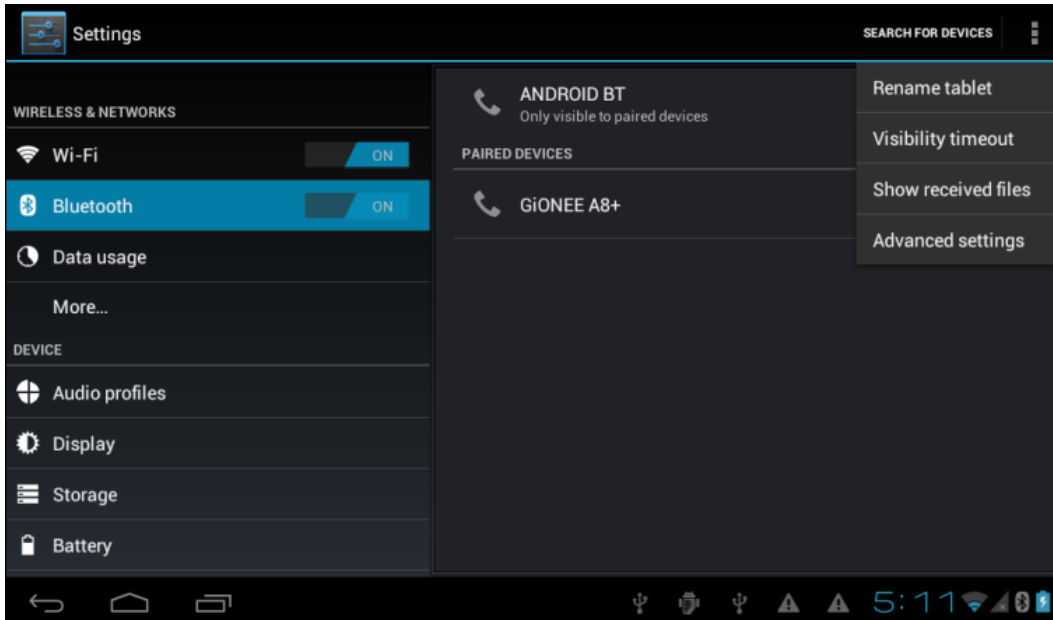 Settings
SEARCH FOR DEVICES
WIRELESS & NETWORKS
Wi-Fi
ON
Bluetooth
ON
Data usage
More...
DEVICE
Audio profiles
Display
Storage
Battery
ANDROID BT
Only visible to paired devices
PAIRED DEVICES
GiONEE A8+
Rename tablet
Visibility timeout
Show received files
Advanced settings
5:11